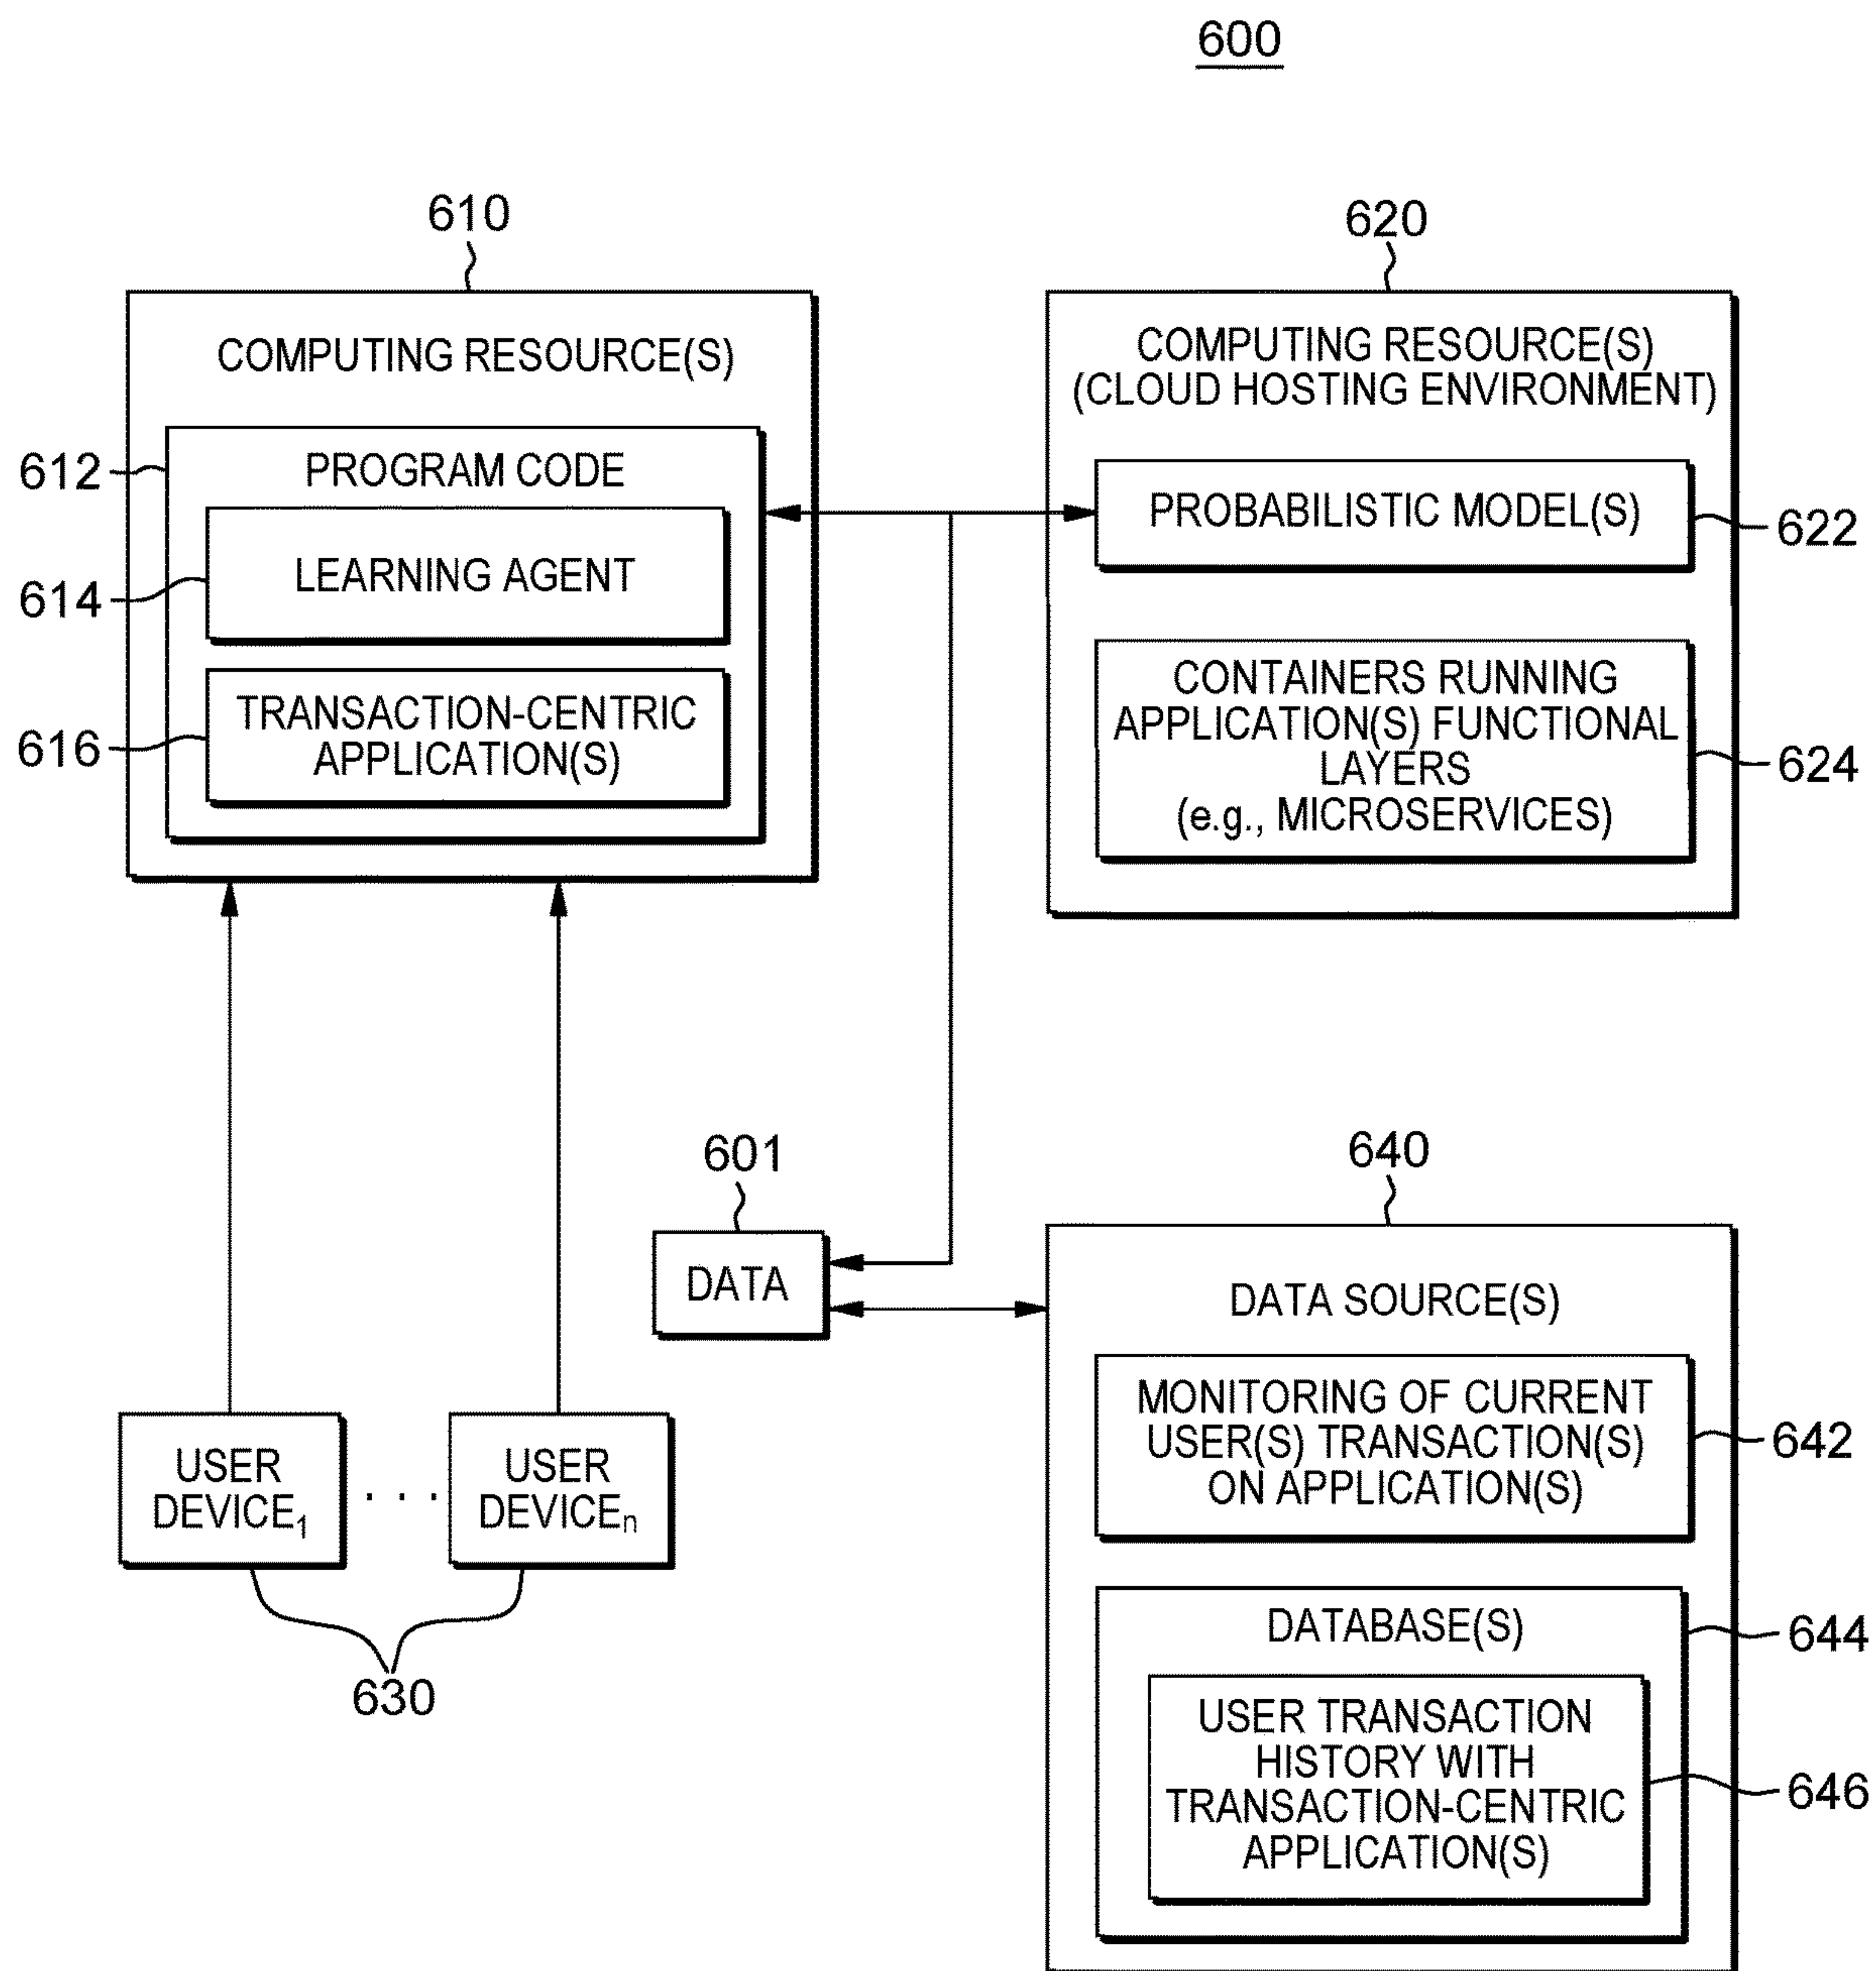 600
610
COMPUTING RESOURCE(S)
612
PROGRAM CODE
614
LEARNING AGENT
616
TRANSACTION-CENTRIC
APPLICATION(S)
620
COMPUTING RESOURCE(S)
(CLOUD HOSTING ENVIRONMENT)
PROBABILISTIC MODEL(S)
622
CONTAINERS RUNNING
APPLICATION(S) FUNCTIONAL
LAYERS
(e.g., MICROSERVICES)
624
601
DATA
USER
DEVICE1
. . .
USER
DEVICEn
630
640
DATA SOURCE(S)
MONITORING OF CURRENT
USER(S) TRANSACTION(S)
ON APPLICATION(S)
642
DATABASE(S)
644
USER TRANSACTION
HISTORY WITH
TRANSACTION-CENTRIC
APPLICATION(S)
646